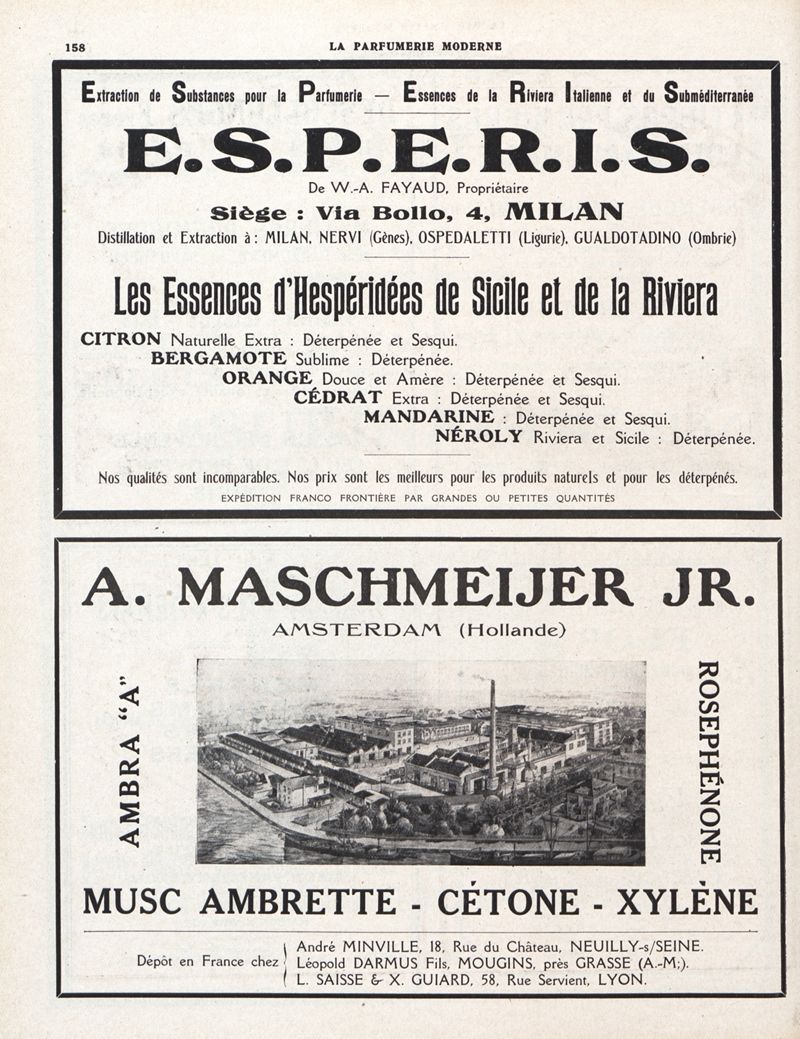 158
LA PARFUMERIE MODERNE
Extraction de Substances pour la Parfumerie — Essences de la Riviera Italienne et du Subméditerranée
E.S.P.E.R.I.S.
De W.-A. FAYAUD, Propriétaire
Siège : Via Bollo, 4, MILAN
Distillation et Extraction à : MILAN, NERVI (Gênes), OSPEDALETTI (Ligurie), GUALDOTADINO (Ombrie)
Les Essences d'Hespéridées de Sicile et de la Riviera
CITRON Naturelle Extra : Déterpénée et Sesqui.
BERGAMOTE Sublime : Déterpénée.
ORANGE Douce et Amère : Déterpénée et Sesqui.
CÉDRAT Extra : Déterpénée et Sesqui.
MANDARINE : Déterpénée et Sesqui.
NÉROLY Riviera et Sicile : Déterpénée.
Nos qualités sont incomparables. Nos prix sont les meilleurs pour les produits naturels et pour les déterpénés.
EXPÉDITION FRANCO FRONTIÈRE PAR GRANDES OU PETITES QUANTITÉS
A. MASCHMEIJER JR.
AMSTERDAM (Hollande)
AMBRA "A"
ROSEPHÉNONE
MUSC AMBRETTE - CÉTONE - XYLÈNE
Dépôt en France chez
André MINVILLE, 18, Rue du Château, NEUILLY-s/SEINE.
Léopold DARMUS Fils, MOUGINS, près GRASSE (A.-M;).
L. SAISSE & X. GUIARD, 58, Rue Servient, LYON.